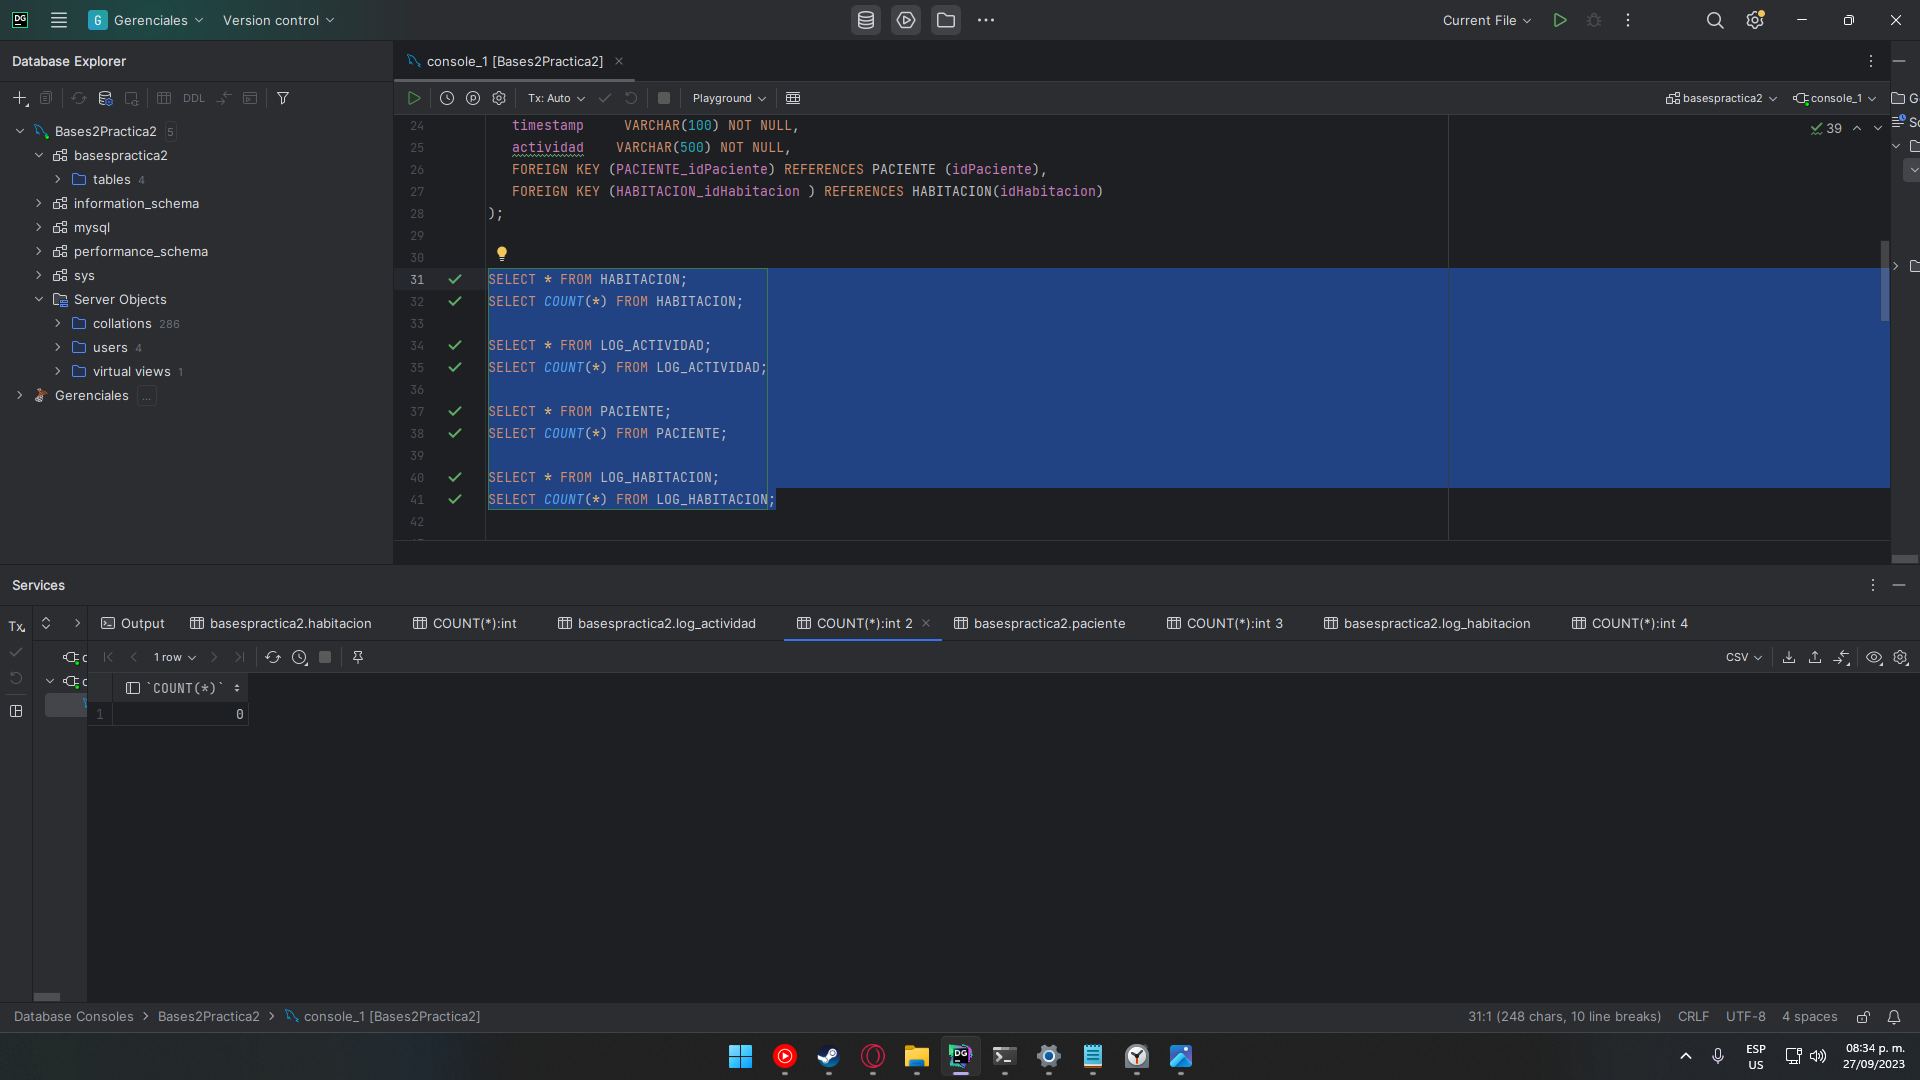 DG
G Gerenciales
Version control
Current File
Database Explorer
console_1 [Bases2Practica2]
DDL
Tx: Auto
Playground
basespractica2
console_1
G
Bases2Practica2 5
basespractica2
tables 4
information_schema
mysql
performance_schema
sys
Server Objects
collations 286
users 4
virtual views 1
Gerenciales ...
39
24 timestamp VARCHAR(100) NOT NULL,
25 actividad VARCHAR(500) NOT NULL,
26 FOREIGN KEY (PACIENTE_idPaciente) REFERENCES PACIENTE (idPaciente),
27 FOREIGN KEY (HABITACION_idHabitacion ) REFERENCES HABITACION(idHabitacion)
28 );
29
30
31 SELECT * FROM HABITACION;
32 SELECT COUNT(*) FROM HABITACION;
33
34 SELECT * FROM LOG_ACTIVIDAD;
35 SELECT COUNT(*) FROM LOG_ACTIVIDAD;
36
37 SELECT * FROM PACIENTE;
38 SELECT COUNT(*) FROM PACIENTE;
39
40 SELECT * FROM LOG_HABITACION;
41 SELECT COUNT(*) FROM LOG_HABITACION;
42
Sc
Services
Tx
Output
basespractica2.habitacion
COUNT(*):int
basespractica2.log_actividad
COUNT(*):int 2
basespractica2.paciente
COUNT(*):int 3
basespractica2.log_habitacion
COUNT(*):int 4
1 row
CSV
`COUNT(*)`
1 0
Database Consoles > Bases2Practica2 > console_1 [Bases2Practica2]
31:1 (248 chars, 10 line breaks)
CRLF
UTF-8
4 spaces
DG
ESP
US
08:34 p. m.
27/09/2023